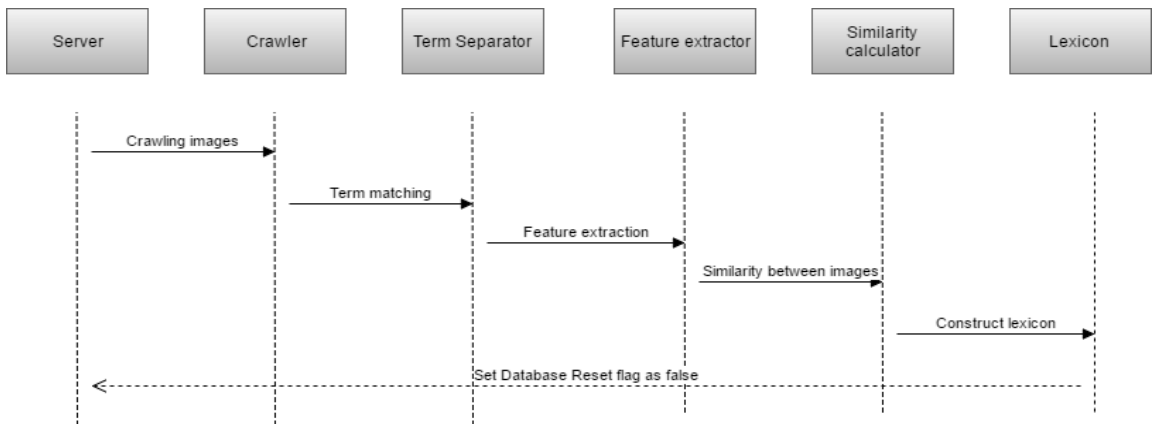 Server
Crawler
Term Separator
Feature extractor
Similarity
calculator
Lexicon
Crawling images
Term matching
Feature extraction
Similarity between images
Construct lexicon
Set Database Reset flag as false